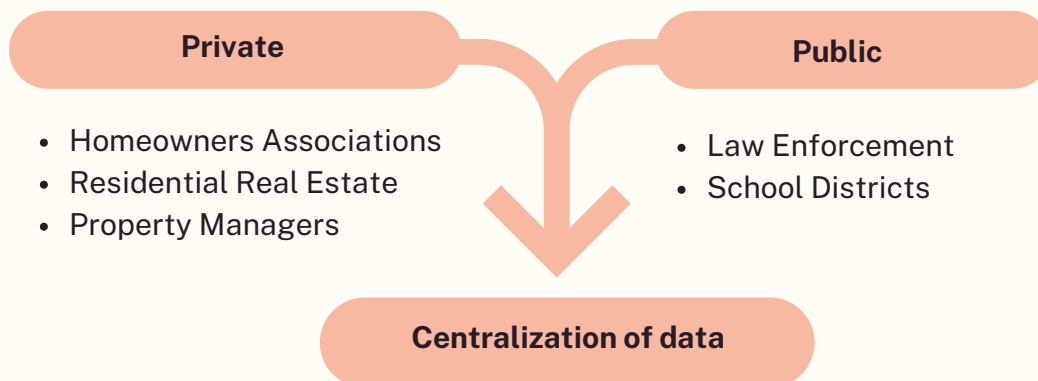 Private
• Homeowners Associations
• Residential Real Estate
• Property Managers
Public
• Law Enforcement
• School Districts
Centralization of data